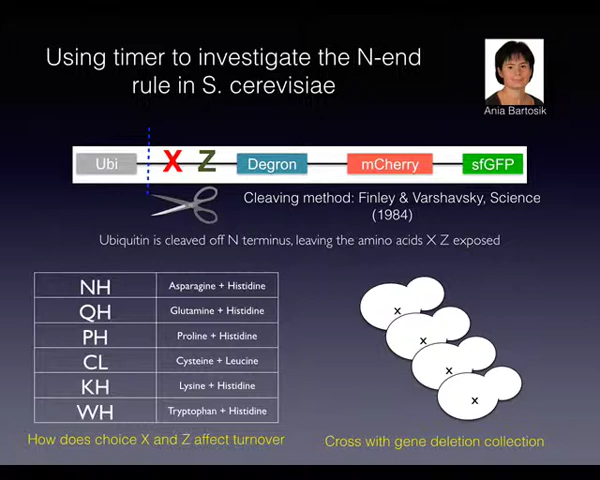 Using timer to investigate the N-end
rule in S. cerevisiae
Ania Bartosik
Ubi X Z Degron mCherry sfGFP
Cleaving method: Finley & Varshavsky, Science
(1984)
Ubiquitin is cleaved off N terminus, leaving the amino acids X Z exposed
NH Asparagine + Histidine
QH Glutamine + Histidine
PH Proline + Histidine
CL Cysteine + Leucine
KH Lysine + Histidine
WH Tryptophan + Histidine
x
x
x
x
How does choice X and Z affect turnover
Cross with gene deletion collection